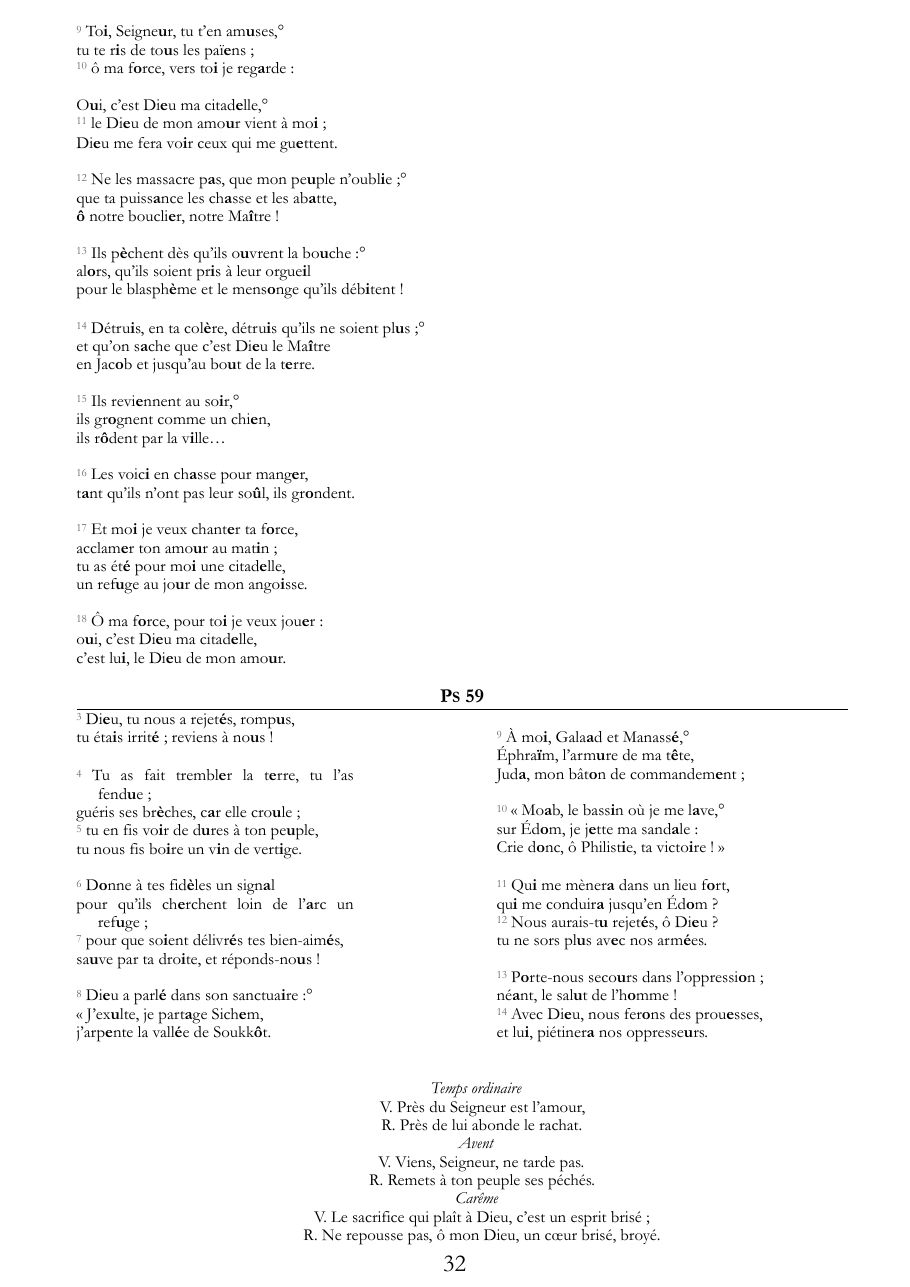 9 Toi, Seigneur, tu t’en amuses,°
tu te ris de tous les païens ;
10 ô ma force, vers toi je regarde :
Oui, c’est Dieu ma citadelle,°
11 le Dieu de mon amour vient à moi ;
Dieu me fera voir ceux qui me guettent.
12 Ne les massacre pas, que mon peuple n’oublie ;°
que ta puissance les chasse et les abatte,
ô notre bouclier, notre Maître !
13 Ils pèchent dès qu’ils ouvrent la bouche :°
alors, qu’ils soient pris à leur orgueil
pour le blasphème et le mensonge qu’ils débitent !
14 Détruis, en ta colère, détruis qu’ils ne soient plus ;°
et qu’on sache que c’est Dieu le Maître
en Jacob et jusqu’au bout de la terre.
15 Ils reviennent au soir,°
ils grognent comme un chien,
ils rôdent par la ville…
16 Les voici en chasse pour manger,
tant qu’ils n’ont pas leur soûl, ils grondent.
17 Et moi je veux chanter ta force,
acclamer ton amour au matin ;
tu as été pour moi une citadelle,
un refuge au jour de mon angoisse.
18 Ô ma force, pour toi je veux jouer :
oui, c’est Dieu ma citadelle,
c’est lui, le Dieu de mon amour.
Ps 59
3 Dieu, tu nous a rejetés, rompus,
tu étais irrité ; reviens à nous !
4 Tu as fait trembler la terre, tu l’as
fendue ;
guéris ses brèches, car elle croule ;
5 tu en fis voir de dures à ton peuple,
tu nous fis boire un vin de vertige.
6 Donne à tes fidèles un signal
pour qu’ils cherchent loin de l’arc un
refuge ;
7 pour que soient délivrés tes bien-aimés,
sauve par ta droite, et réponds-nous !
8 Dieu a parlé dans son sanctuaire :°
« J’exulte, je partage Sichem,
j’arpente la vallée de Soukkôt.
9 À moi, Galaad et Manassé,°
Éphraïm, l’armure de ma tête,
Juda, mon bâton de commandement ;
10 « Moab, le bassin où je me lave,°
sur Édom, je jette ma sandale :
Crie donc, ô Philistie, ta victoire ! »
11 Qui me mènera dans un lieu fort,
qui me conduira jusqu’en Édom ?
12 Nous aurais-tu rejetés, ô Dieu ?
tu ne sors plus avec nos armées.
13 Porte-nous secours dans l’oppression ;
néant, le salut de l’homme !
14 Avec Dieu, nous ferons des prouesses,
et lui, piétinera nos oppresseurs.
Temps ordinaire
V. Près du Seigneur est l’amour,
R. Près de lui abonde le rachat.
Avent
V. Viens, Seigneur, ne tarde pas.
R. Remets à ton peuple ses péchés.
Carême
V. Le sacrifice qui plaît à Dieu, c’est un esprit brisé ;
R. Ne repousse pas, ô mon Dieu, un cœur brisé, broyé.
32